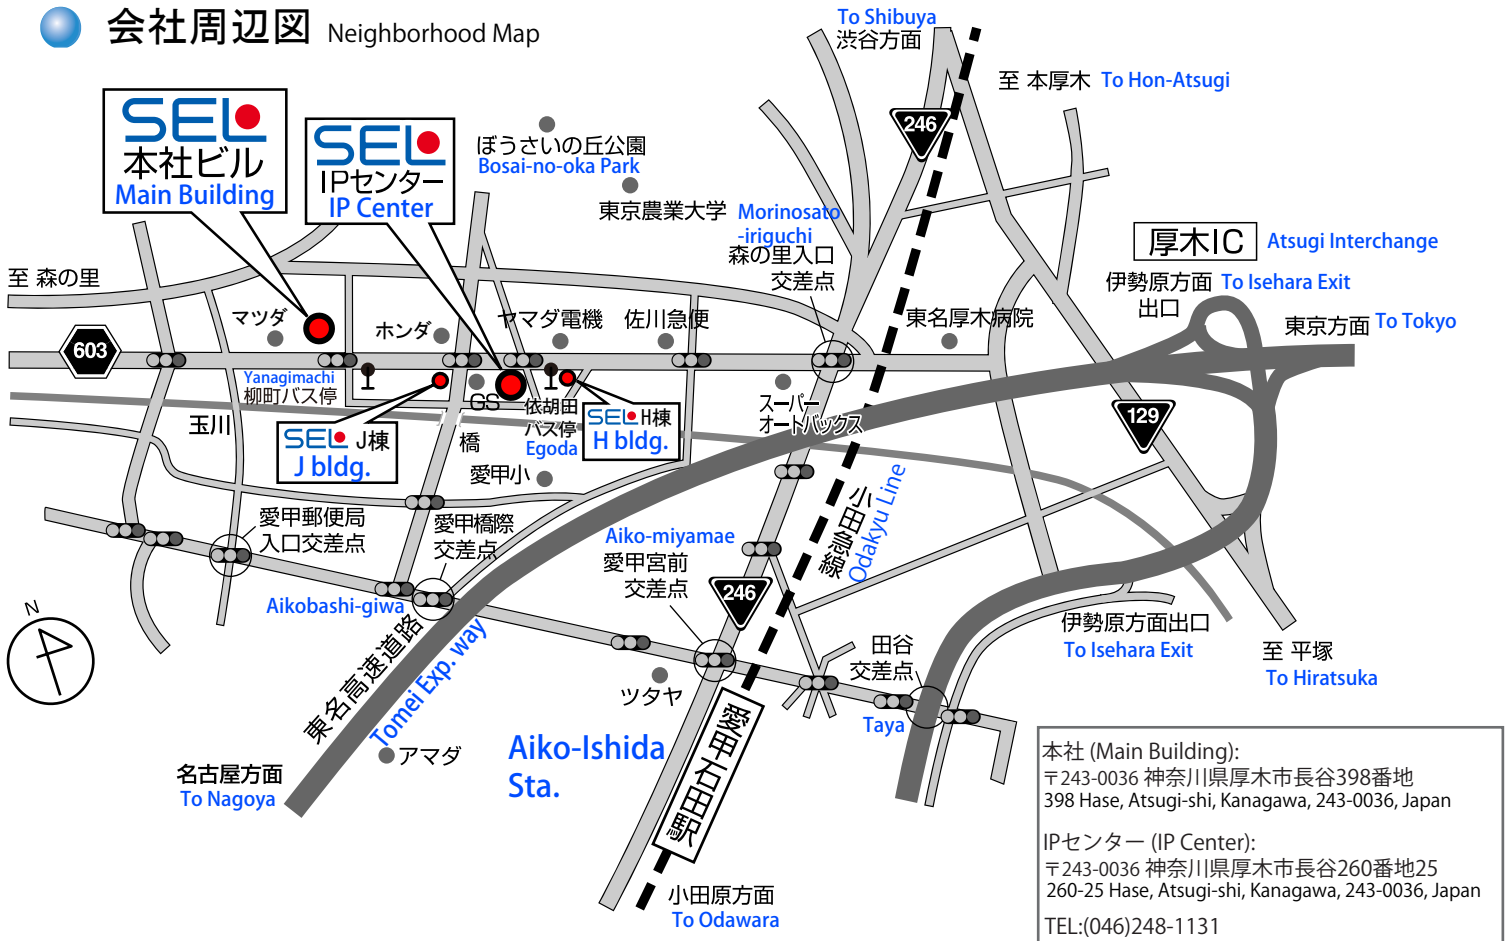 会社周辺図 Neighborhood Map
To Shibuya
渋谷方面
至 本厚木 To Hon-Atsugi
246
SEL
本社ビル
Main Building
SEL
IPセンター
IP Center
ぼうさいの丘公園
Bosai-no-oka Park
東京農業大学
Morinosato
-iriguchi
森の里入口
交差点
厚木IC Atsugi Interchange
伊勢原方面 To Isehara Exit
出口
東京方面 To Tokyo
至 森の里
603
マツダ
ホンダ
ヤマダ電機
佐川急便
東名厚木病院
Yanagimachi
柳町バス停
GS
依胡田
バス停
Egoda
SEL H棟
H bldg.
SEL J棟
J bldg.
スーパー
オートバックス
129
玉川
橋
愛甲小
小田急線
Odakyu Line
愛甲郵便局
入口交差点
愛甲橋際
交差点
Aikobashi-giwa
Aiko-miyamae
愛甲宮前
交差点
246
N
東名高速道路
Tomei Exp. way
伊勢原方面出口
To Isehara Exit
至 平塚
To Hiratsuka
田谷
交差点
Taya
ツタヤ
アマダ
Aiko-Ishida
Sta.
愛甲石田駅
名古屋方面
To Nagoya
小田原方面
To Odawara
本社 (Main Building):
〒243-0036 神奈川県厚木市長谷398番地
398 Hase, Atsugi-shi, Kanagawa, 243-0036, Japan
IPセンター (IP Center):
〒243-0036 神奈川県厚木市長谷260番地25
260-25 Hase, Atsugi-shi, Kanagawa, 243-0036, Japan
TEL:(046)248-1131